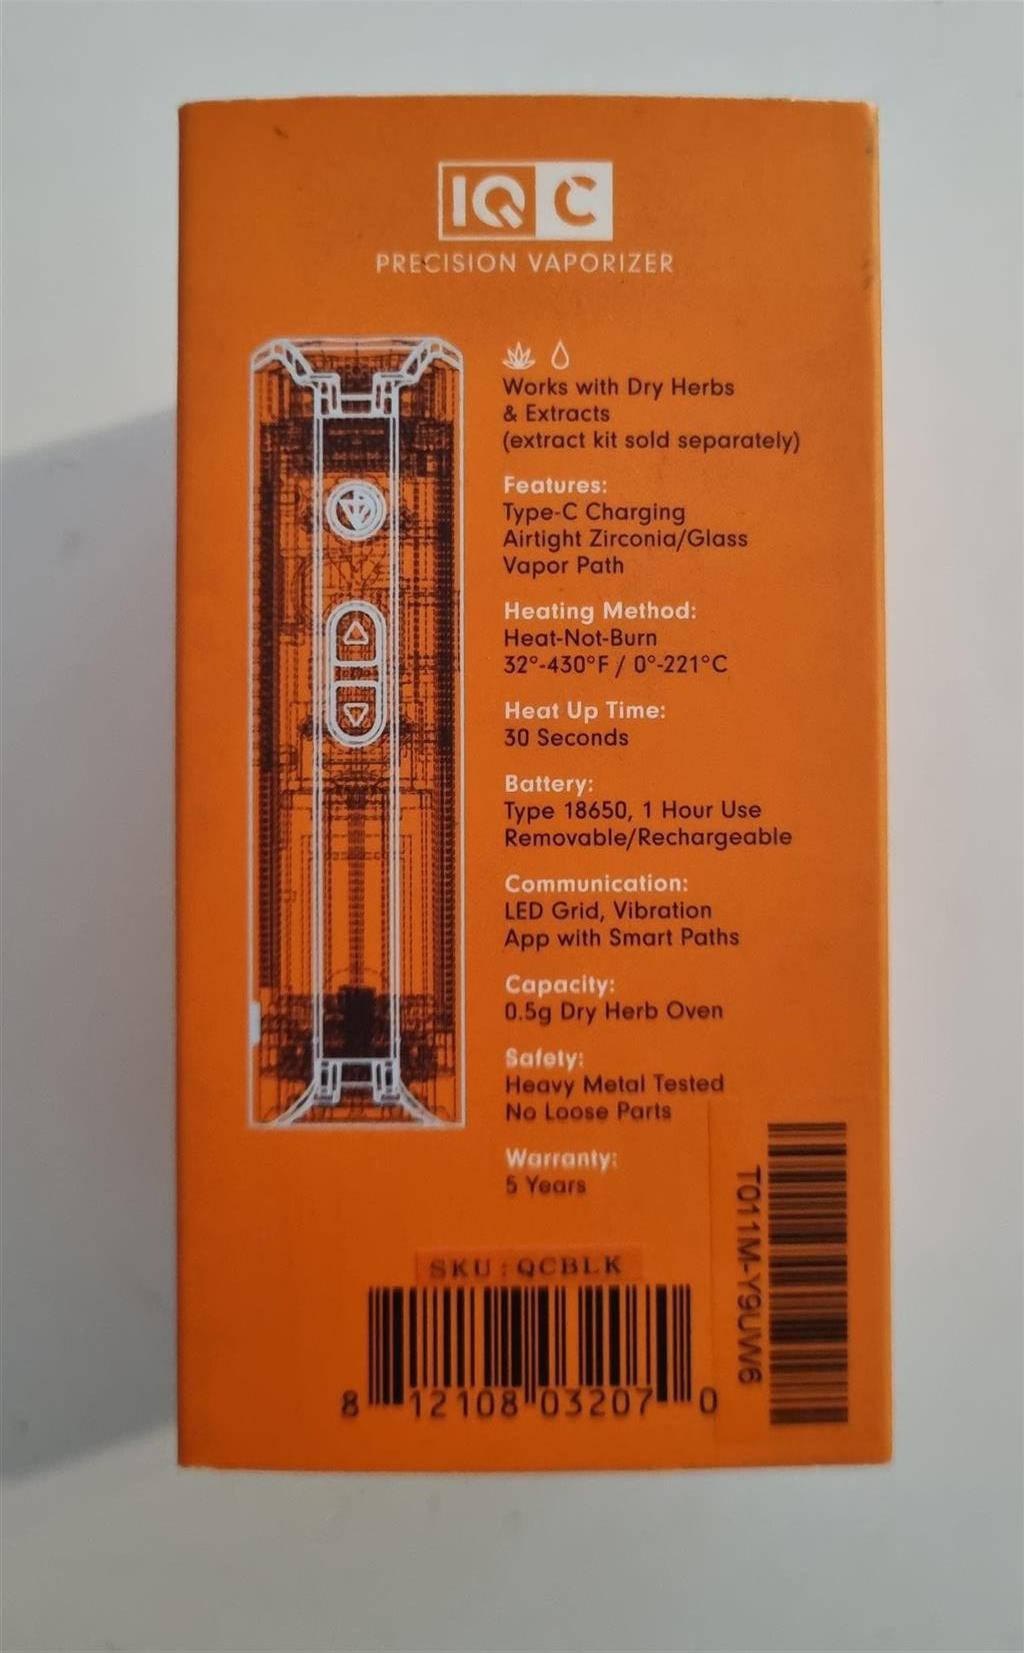 IQ C
PRECISION VAPORIZER
Works with Dry Herbs
& Extracts
(extract kit sold separately)
Features:
Type-C Charging
Airtight Zirconia/Glass
Vapor Path
Heating Method:
Heat-Not-Burn
32°-430°F / 0°-221°C
Heat Up Time:
30 Seconds
Battery:
Type 18650, 1 Hour Use
Removable/Rechargeable
Communication:
LED Grid, Vibration
App with Smart Paths
Capacity:
0.5g Dry Herb Oven
Safety:
Heavy Metal Tested
No Loose Parts
Warranty:
5 Years
SKU:QCBLK
8 12108 03207 0
T011M-Y9UW6